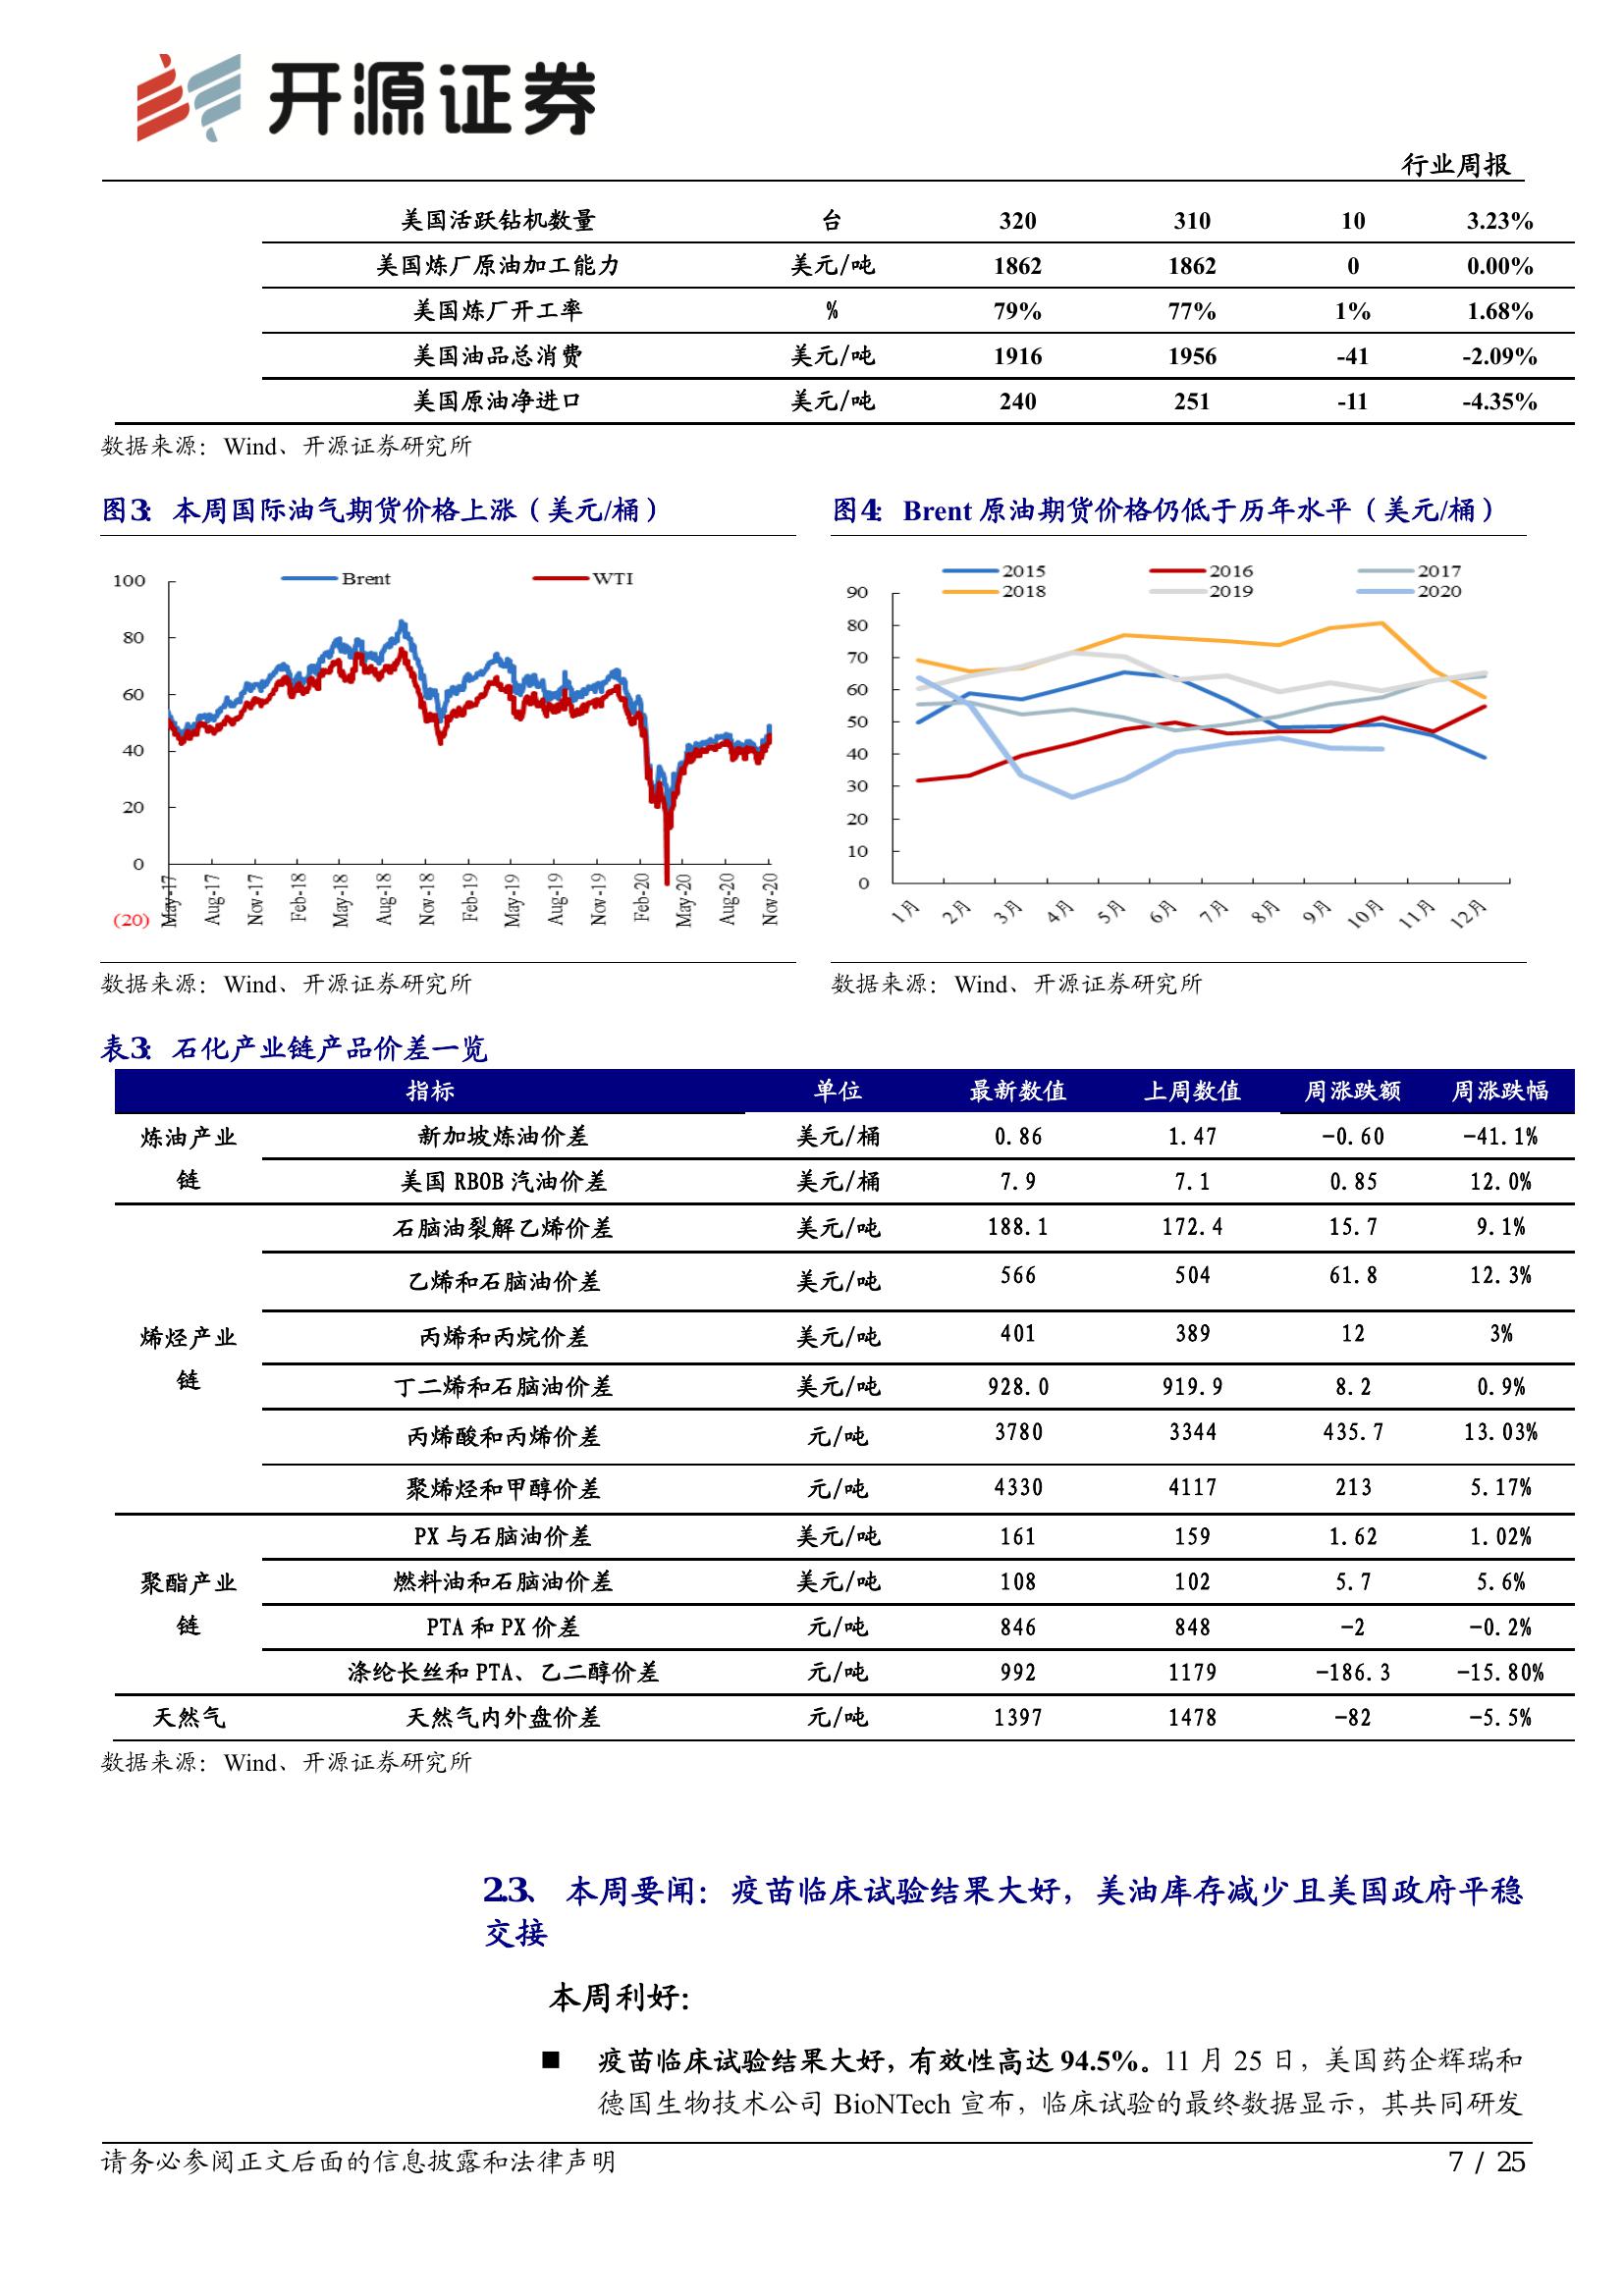 开源证券
行业周报
美国活跃钻机数量 台 320 310 10 3.23%
美国炼厂原油加工能力 美元/吨 1862 1862 0 0.00%
美国炼厂开工率 % 79% 77% 1% 1.68%
美国油品总消费 美元/吨 1916 1956 -41 -2.09%
美国原油净进口 美元/吨 240 251 -11 -4.35%
数据来源：Wind、开源证券研究所
图3：本周国际油气期货价格上涨（美元/桶）
Brent WTI
100
80
60
40
20
0
(20)
May-17 Aug-17 Nov-17 Feb-18 May-18 Aug-18 Nov-18 Feb-19 May-19 Aug-19 Nov-19 Feb-20 May-20 Aug-20 Nov-20
数据来源：Wind、开源证券研究所
图4：Brent 原油期货价格仍低于历年水平（美元/桶）
2015 2016 2017
2018 2019 2020
90
80
70
60
50
40
30
20
10
0
1月 2月 3月 4月 5月 6月 7月 8月 9月 10月 11月 12月
数据来源：Wind、开源证券研究所
表3：石化产业链产品价差一览
指标 单位 最新数值 上周数值 周涨跌额 周涨跌幅
炼油产业
链
新加坡炼油价差 美元/桶 0.86 1.47 -0.60 -41.1%
美国 RBOB 汽油价差 美元/桶 7.9 7.1 0.85 12.0%
烯烃产业
链
石脑油裂解乙烯价差 美元/吨 188.1 172.4 15.7 9.1%
乙烯和石脑油价差 美元/吨 566 504 61.8 12.3%
丙烯和丙烷价差 美元/吨 401 389 12 3%
丁二烯和石脑油价差 美元/吨 928.0 919.9 8.2 0.9%
丙烯酸和丙烯价差 元/吨 3780 3344 435.7 13.03%
聚烯烃和甲醇价差 元/吨 4330 4117 213 5.17%
聚酯产业
链
PX 与石脑油价差 美元/吨 161 159 1.62 1.02%
燃料油和石脑油价差 美元/吨 108 102 5.7 5.6%
PTA 和 PX 价差 元/吨 846 848 -2 -0.2%
涤纶长丝和 PTA、乙二醇价差 元/吨 992 1179 -186.3 -15.80%
天然气 天然气内外盘价差 元/吨 1397 1478 -82 -5.5%
数据来源：Wind、开源证券研究所
2.3、 本周要闻：疫苗临床试验结果大好，美油库存减少且美国政府平稳
交接
本周利好：
■ 疫苗临床试验结果大好，有效性高达 94.5%。11 月 25 日，美国药企辉瑞和
德国生物技术公司 BioNTech 宣布，临床试验的最终数据显示，其共同研发
请务必参阅正文后面的信息披露和法律声明
7 / 25